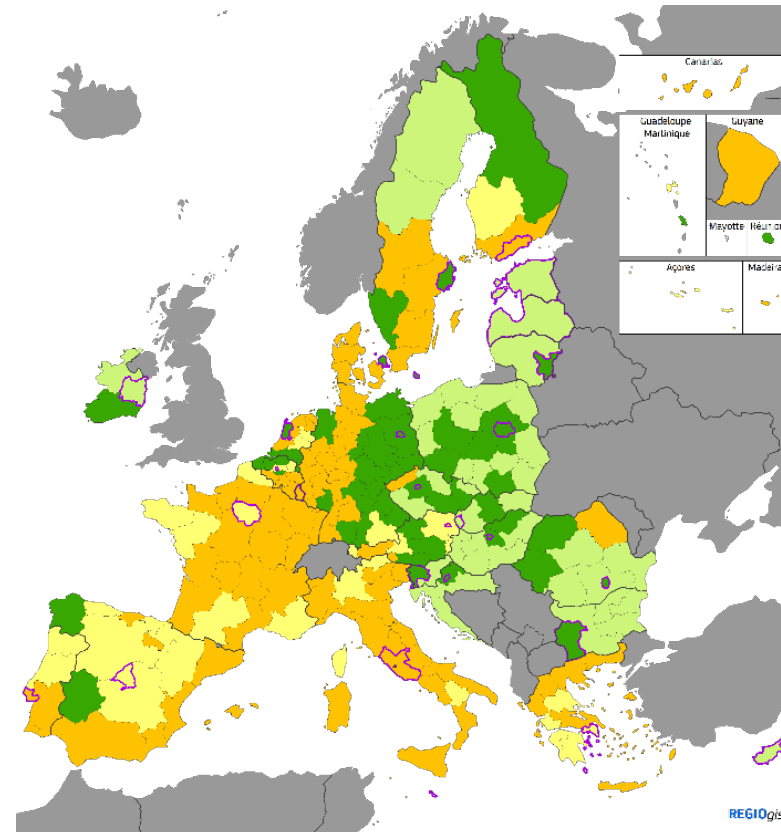 Canarias
Guadeloupe
Martinique
Guyane
Mayotte
Réunion
Açores
Madeira
REGIOgis